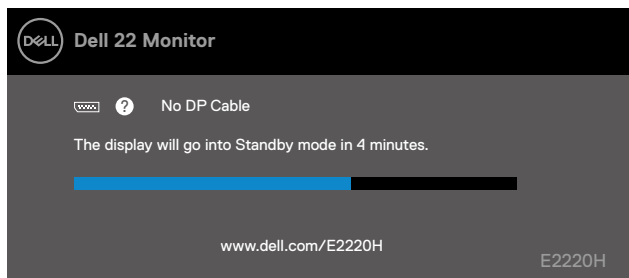 DELL Dell 22 Monitor
? No DP Cable
The display will go into Standby mode in 4 minutes.
www.dell.com/E2220H
E2220H